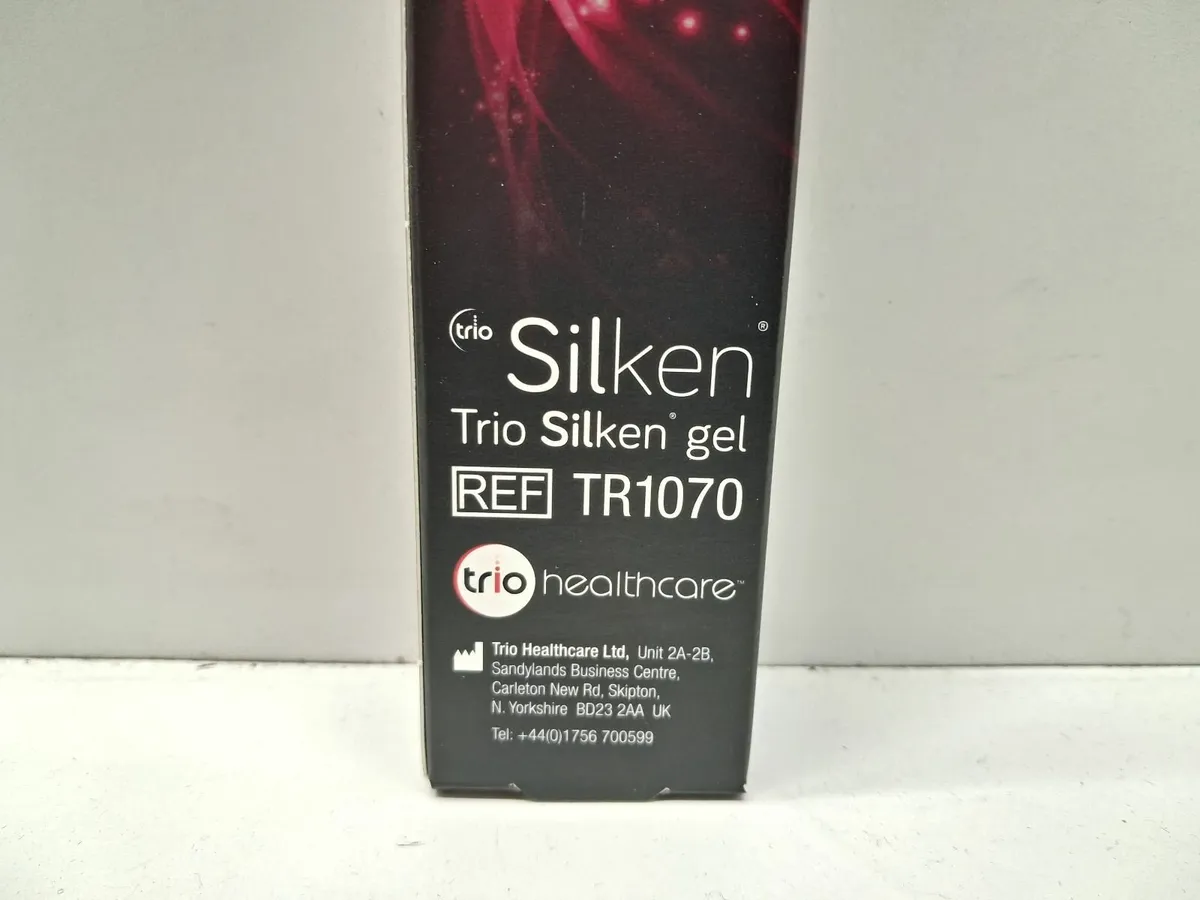 trio Silken®
Trio Silken® gel
REF TR1070
trio healthcare™
Trio Healthcare Ltd, Unit 2A-2B,
Sandylands Business Centre,
Carleton New Rd, Skipton,
N. Yorkshire BD23 2AA UK
Tel: +44(0)1756 700599